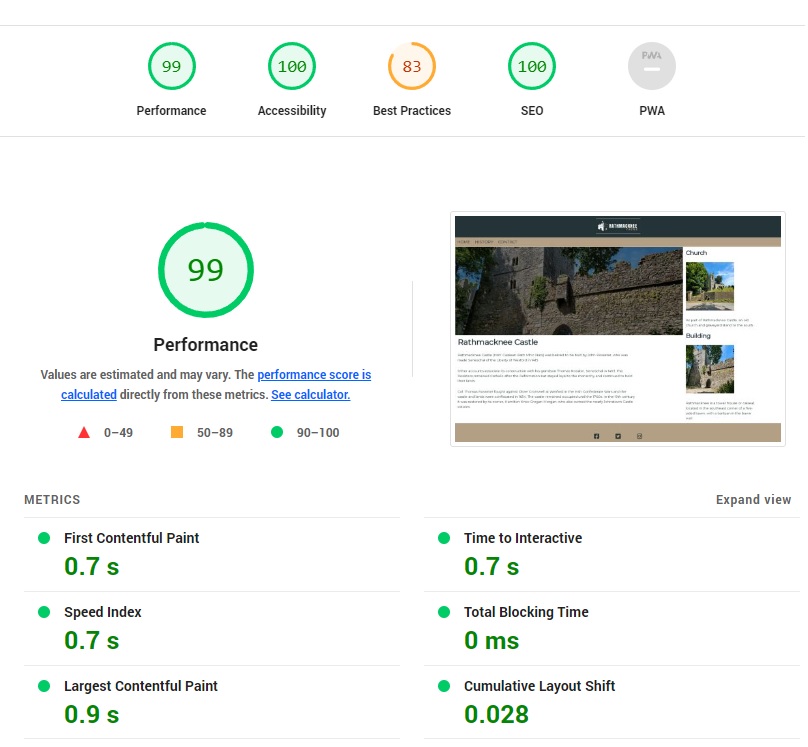 99
100
83
100
PWA
Performance
Accessibility
Best Practices
SEO
PWA
99
Performance
Values are estimated and may vary. The performance score is
calculated directly from these metrics. See calculator.
0–49
50–89
90–100
RATHMACKNEE
HOME HISTORY CONTACT
Church
Building
Rathmacknee Castle
METRICS
Expand view
First Contentful Paint
0.7 s
Time to Interactive
0.7 s
Speed Index
0.7 s
Total Blocking Time
0 ms
Largest Contentful Paint
0.9 s
Cumulative Layout Shift
0.028